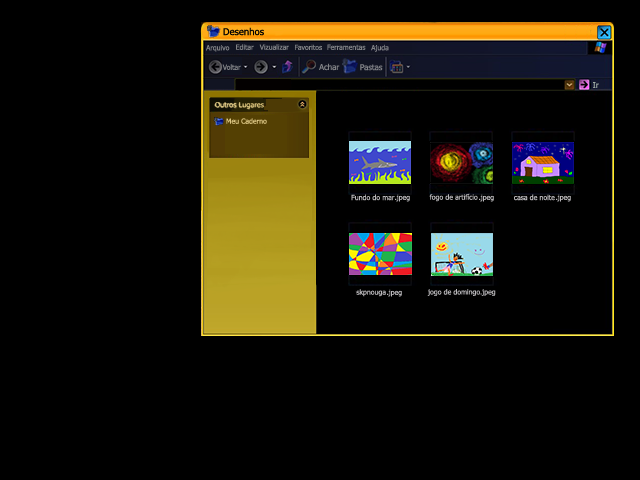 Desenhos
Arquivo Editar Vizualizar Favoritos Ferramentas Ajuda
Voltar Achar Pastas
Ir
Outros Lugares
Meu Caderno
Fundo do mar.jpeg fogo de artifício.jpeg casa de noite.jpeg
skpnouga.jpeg jogo de domingo.jpeg